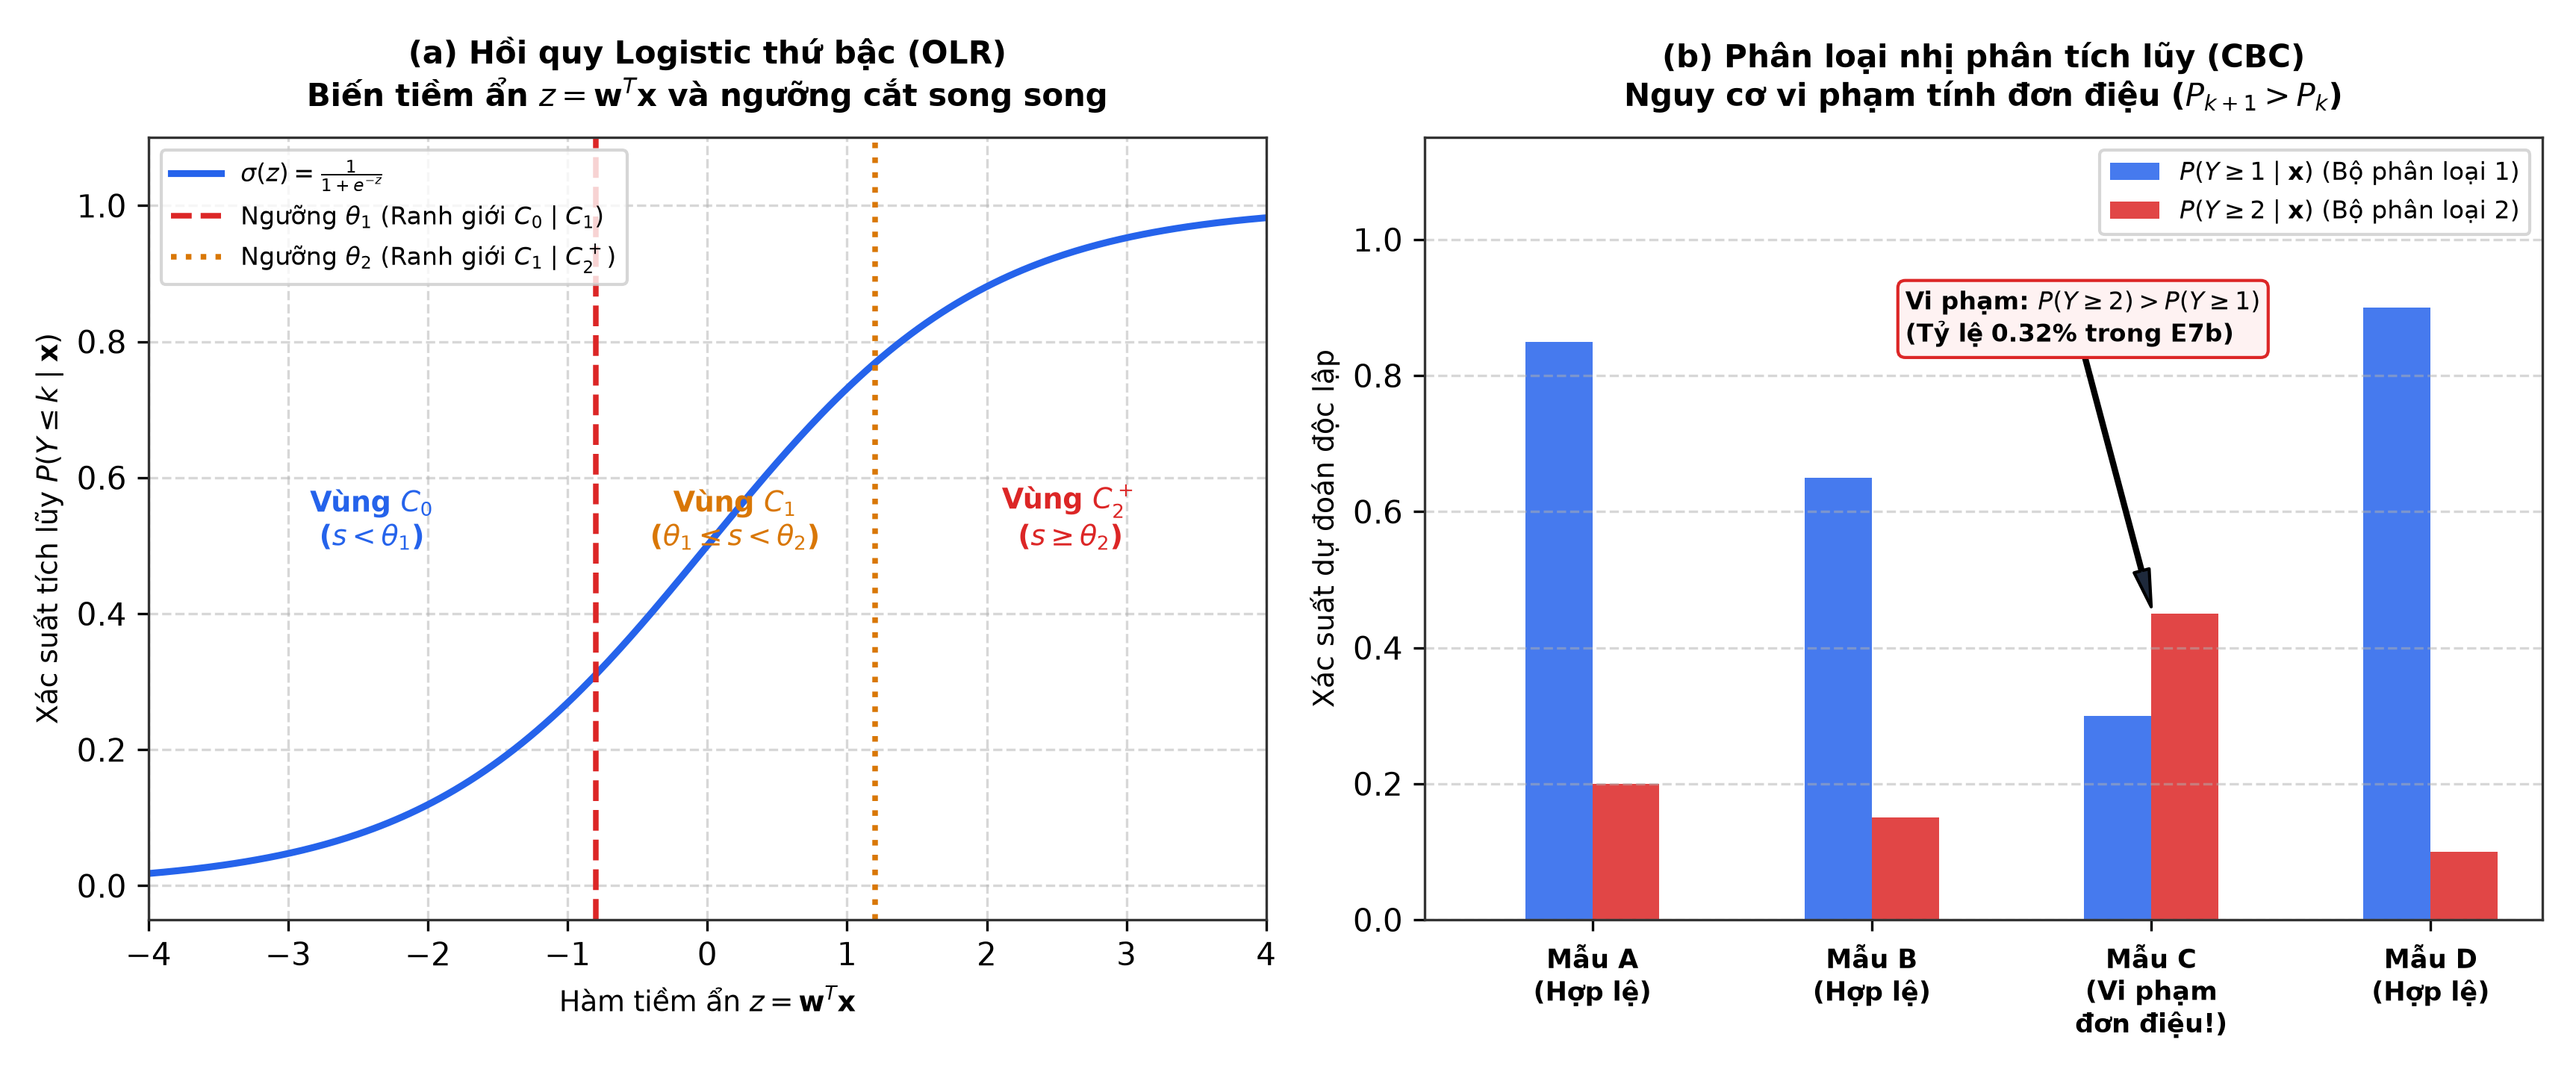 (a) Hồi quy Logistic thứ bậc (OLR)
Biến tiềm ẩn z = wᵀx và ngưỡng cắt song song
σ(z) = 1/(1 + e⁻ᶻ)
Ngưỡng θ₁ (Ranh giới C₀ | C₁)
Ngưỡng θ₂ (Ranh giới C₁ | C₂⁺)
Xác suất tích lũy P(Y ≤ k | x)
1.0
0.8
0.6
0.4
0.2
0.0
Vùng C₀
(s < θ₁)
Vùng C₁
(θ₁ ≤ s < θ₂)
Vùng C₂⁺
(s ≥ θ₂)
−4 −3 −2 −1 0 1 2 3 4
Hàm tiềm ẩn z = wᵀx
(b) Phân loại nhị phân tích lũy (CBC)
Nguy cơ vi phạm tính đơn điệu (Pₖ₊₁ > Pₖ)
P(Y ≥ 1 | x) (Bộ phân loại 1)
P(Y ≥ 2 | x) (Bộ phân loại 2)
Vi phạm: P(Y ≥ 2) > P(Y ≥ 1)
(Tỷ lệ 0.32% trong E7b)
Xác suất dự đoán độc lập
1.0
0.8
0.6
0.4
0.2
0.0
Mẫu A
(Hợp lệ)
Mẫu B
(Hợp lệ)
Mẫu C
(Vi phạm
đơn điệu!)
Mẫu D
(Hợp lệ)